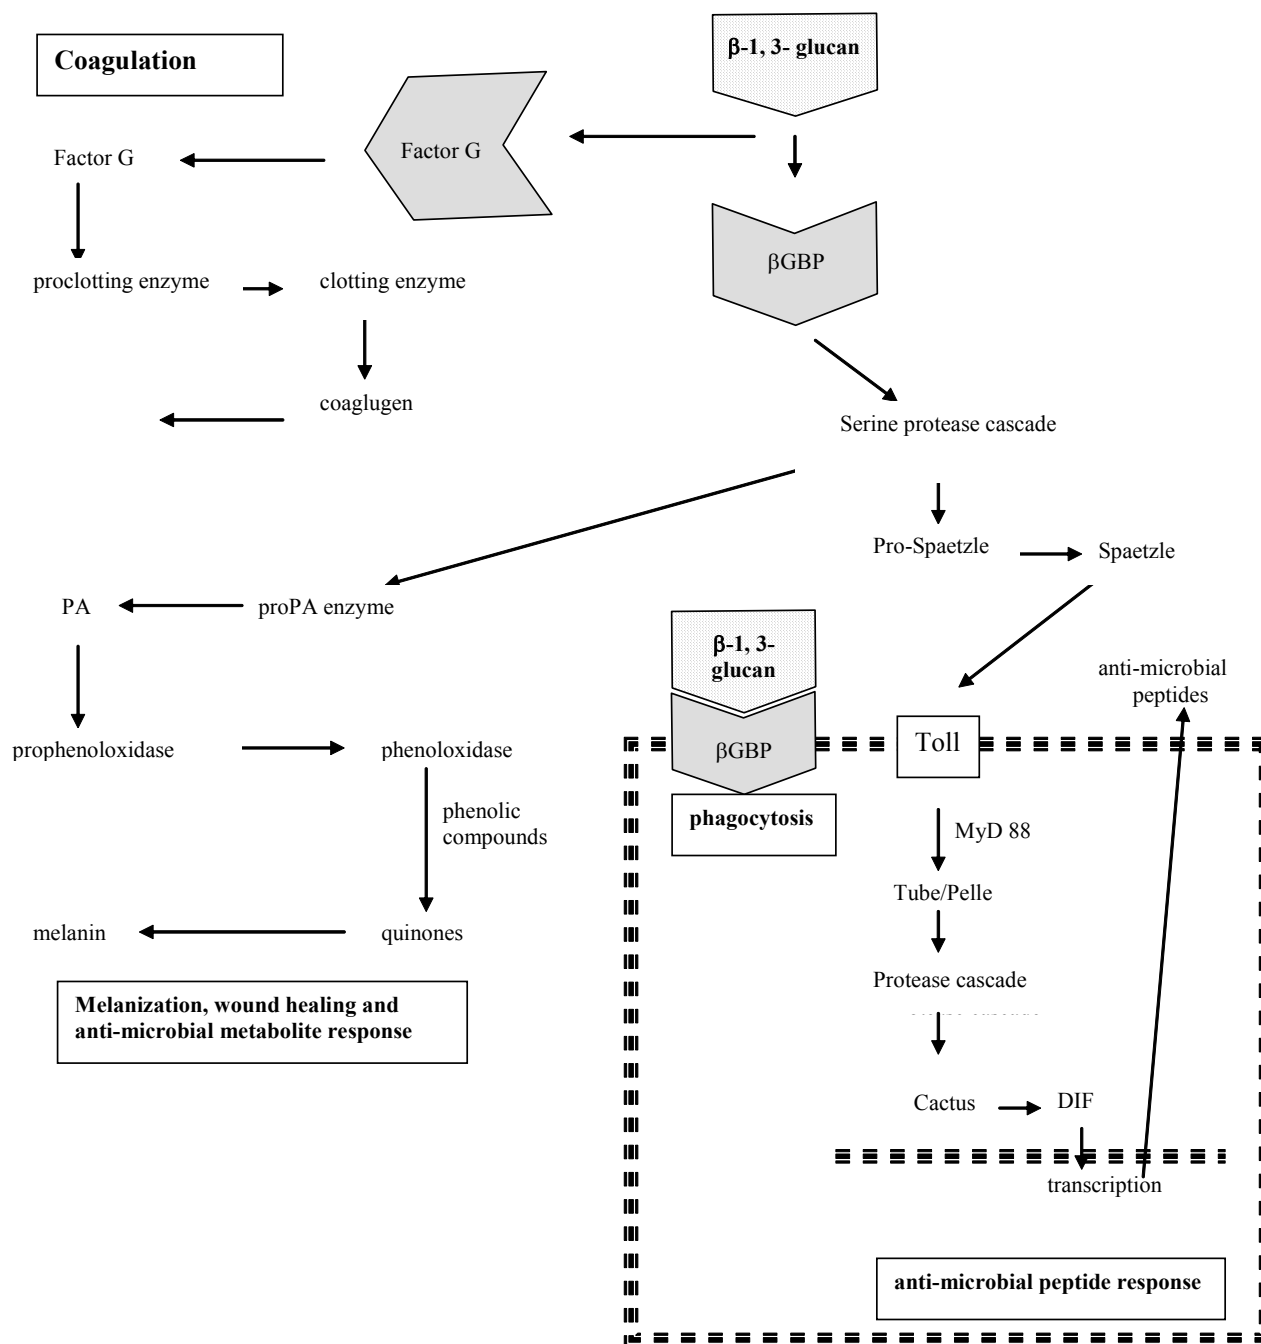 β-1, 3- glucan
Coagulation
Factor G
Factor G
βGBP
proclotting enzyme
clotting enzyme
coaglugen
Serine protease cascade
Pro-Spaetzle
Spaetzle
PA
proPA enzyme
β-1, 3-
glucan
anti-microbial
peptides
prophenoloxidase
phenoloxidase
βGBP
Toll
phenolic
compounds
phagocytosis
MyD 88
Tube/Pelle
melanin
quinones
Protease cascade
Melanization, wound healing and
anti-microbial metabolite response
Cactus
DIF
transcription
anti-microbial peptide response